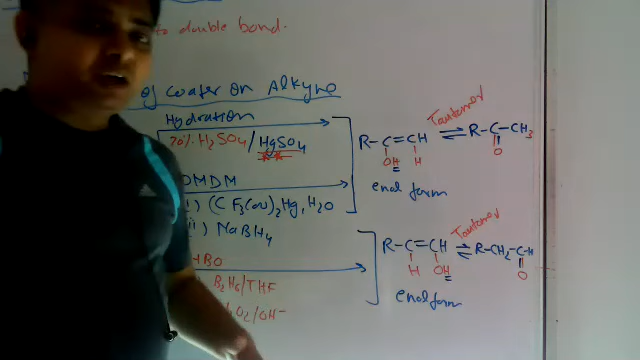 to double bond.
of water on Alkyne
Hydration
20% H2SO4/HgSO4
OMDM
i) (CF3COO)2Hg, H2O
ii) NaBH4
HBO
B2H6/THF
H2O2/OH-
R-C=CH ⇌ R-C-CH3
Tautomer
OH H O
enol form
R-C=CH ⇌ R-CH2-C-H
Tautomer
H OH O
enol form